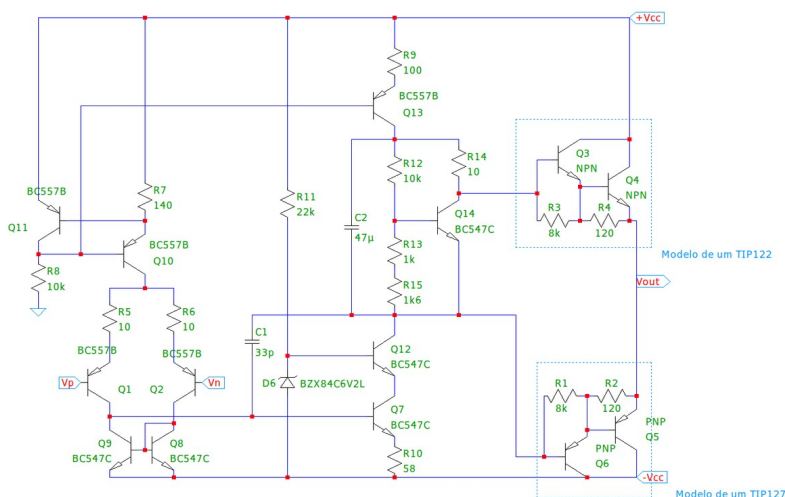 +Vcc
R9
100
BC557B
Q13
BC557B
Q11
R7
140
BC557B
Q10
R8
10k
R11
22k
R12
10k
R14
10
C2
47µ
Q14
BC547C
R13
1k
R15
1k6
Q3
NPN
Q4
NPN
R3
8k
R4
120
Modelo de um TIP122
Vout
R5
10
R6
10
BC557B
BC557B
Vp
Q1
Q2
Vn
C1
33p
Q12
BC547C
D6
BZX84C6V2L
Q7
BC547C
R10
58
Q9
BC547C
Q8
BC547C
R1
8k
R2
120
PNP
Q5
PNP
Q6
-Vcc
Modelo de um TIP127